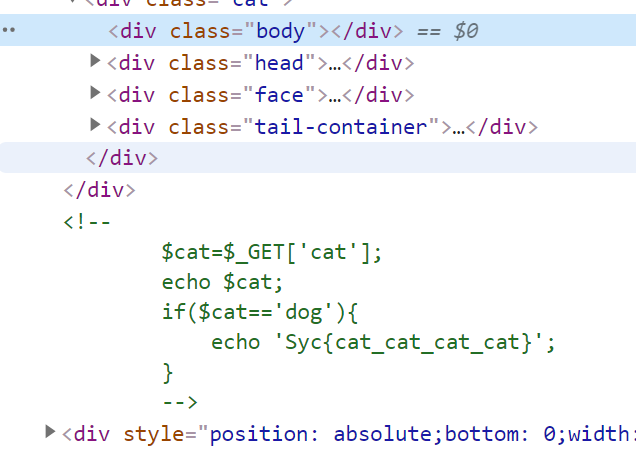 <div class="cat">
<div class="body"></div> == $0
<div class="head">…</div>
<div class="face">…</div>
<div class="tail-container">…</div>
</div>
</div>
<!--
$cat=$_GET['cat'];
echo $cat;
if($cat=='dog'){
echo 'Syc{cat_cat_cat_cat}';
}
-->
<div style="position: absolute;bottom: 0;width: